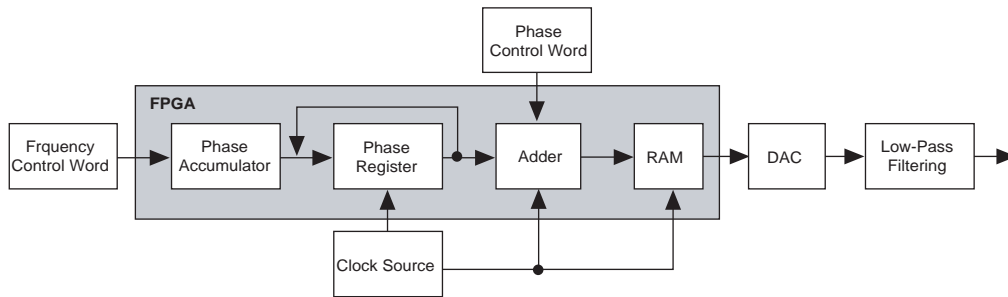 Phase
Control Word
FPGA
Frquency
Control Word
Phase
Accumulator
Phase
Register
Adder
RAM
DAC
Low-Pass
Filtering
Clock Source